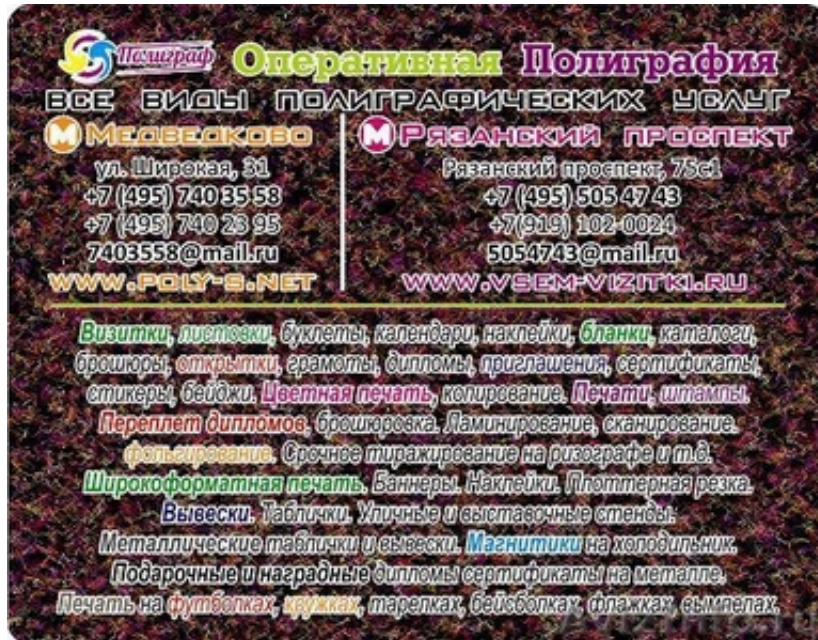 Полиграф Оперативная Полиграфия
ВСЕ ВИДЫ ПОЛИГРАФИЧЕСКИХ УСЛУГ
М МЕДВЕДКОВО
ул. Широкая, 31
+7 (495) 740 35 58
+7 (495) 740 23 95
7403558@mail.ru
WWW.POLY-S.NET
М РЯЗАНСКИЙ ПРОСПЕКТ
Рязанский проспект, 75с1
+7 (495) 505 47 43
+7(919) 102-0024
5054743@mail.ru
WWW.VSEM-VIZITKI.RU
Визитки, листовки, буклеты, календари, наклейки, бланки, каталоги,
брошюры, открытки, грамоты, дипломы, приглашения, сертификаты,
стикеры, бейджи. Цветная печать, копирование. Печати, штампы.
Переплет дипломов, брошюровка. Ламинирование, сканирование.
фольгирование. Срочное тиражирование на ризографе и т.д.
Широкоформатная печать. Баннеры. Наклейки. Плоттерная резка.
Вывески. Таблички. Уличные и выставочные стенды.
Металлические таблички и вывески. Магнитики на холодильник.
Подарочные и наградные дипломы сертификаты на металле.
Печать на футболках, кружках, тарелках, бейсболках, флажках, вымпелах.